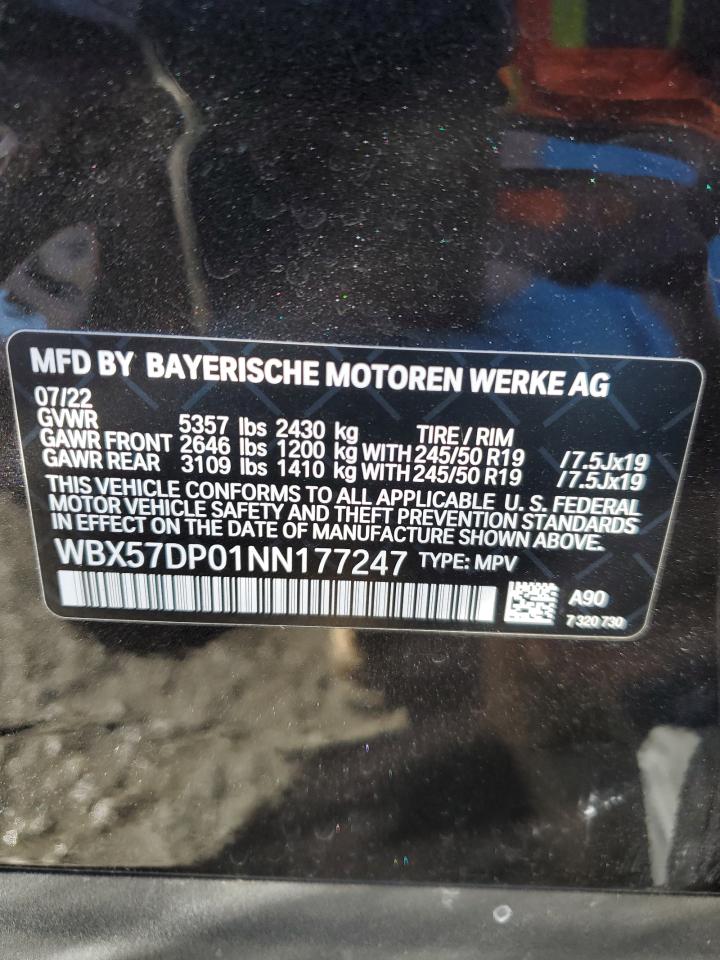 MFD BY BAYERISCHE MOTOREN WERKE AG
07/22
GVWR 5357 lbs 2430 kg TIRE / RIM
GAWR FRONT 2646 lbs 1200 kg WITH 245/50 R19 /7.5Jx19
GAWR REAR 3109 lbs 1410 kg WITH 245/50 R19 /7.5Jx19
THIS VEHICLE CONFORMS TO ALL APPLICABLE U. S. FEDERAL
MOTOR VEHICLE SAFETY AND THEFT PREVENTION STANDARDS
IN EFFECT ON THE DATE OF MANUFACTURE SHOWN ABOVE.
WBX57DP01NN177247 TYPE: MPV
A90
7 320 730